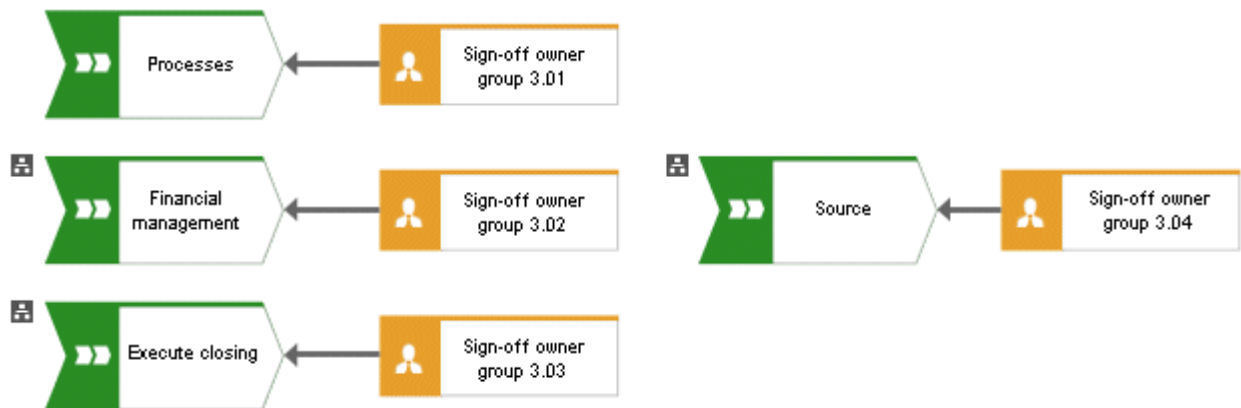 Processes
Sign-off owner
group 3.01
Financial
management
Sign-off owner
group 3.02
Source
Sign-off owner
group 3.04
Execute closing
Sign-off owner
group 3.03